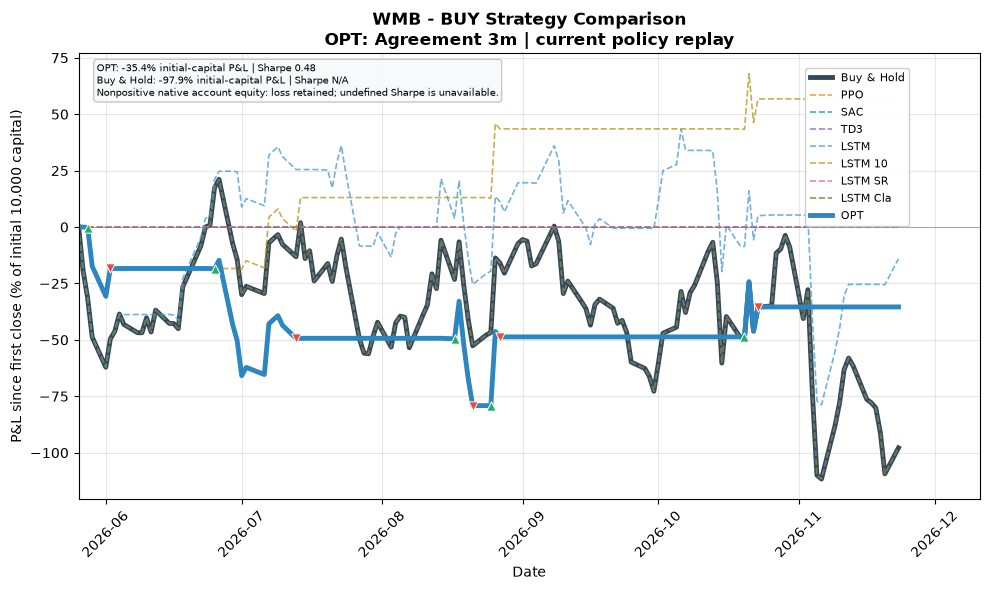 WMB - BUY Strategy Comparison
OPT: Agreement 3m | current policy replay
OPT: -35.4% initial-capital P&L | Sharpe 0.48
Buy & Hold: -97.9% initial-capital P&L | Sharpe N/A
Nonpositive native account equity: loss retained; undefined Sharpe is unavailable.
Buy & Hold
PPO
SAC
TD3
LSTM
LSTM 10
LSTM SR
LSTM Cla
OPT
P&L since first close (% of initial 10,000 capital)
75
50
25
0
−25
−50
−75
−100
2026-06
2026-07
2026-08
2026-09
2026-10
2026-11
2026-12
Date